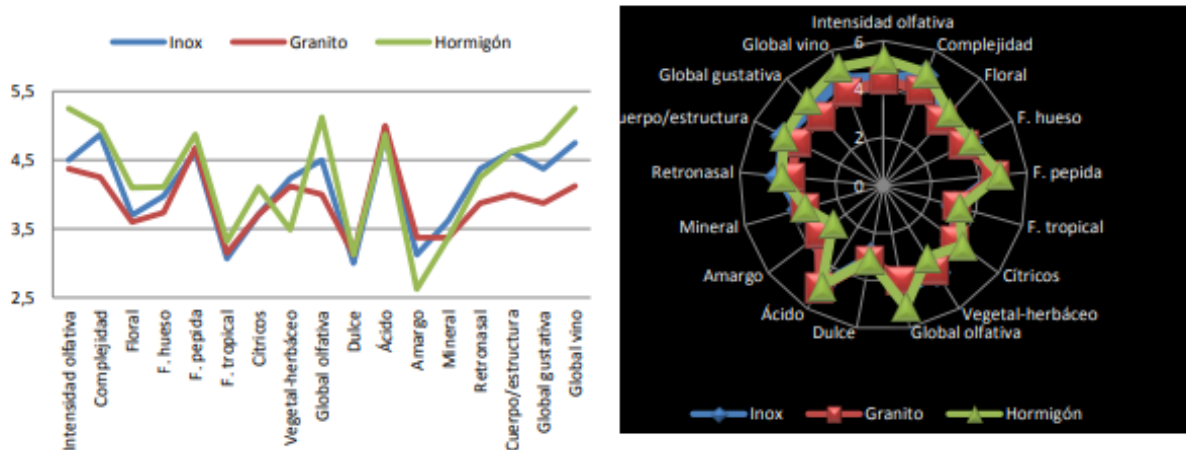 Inox Granito Hormigón
5,5
4,5
3,5
2,5
Intensidad olfativa
Complejidad
Floral
F. hueso
F. pepida
F. tropical
Cítricos
Vegetal-herbáceo
Global olfativa
Dulce
Ácido
Amargo
Mineral
Retronasal
Cuerpo/estructura
Global gustativa
Global vino
Intensidad olfativa
Complejidad
Floral
F. hueso
F. pepida
F. tropical
Cítricos
Vegetal-herbáceo
Global olfativa
Dulce
Ácido
Amargo
Mineral
Retronasal
uerpo/estructura
Global gustativa
Global vino
6
4
2
0
Inox Granito Hormigón